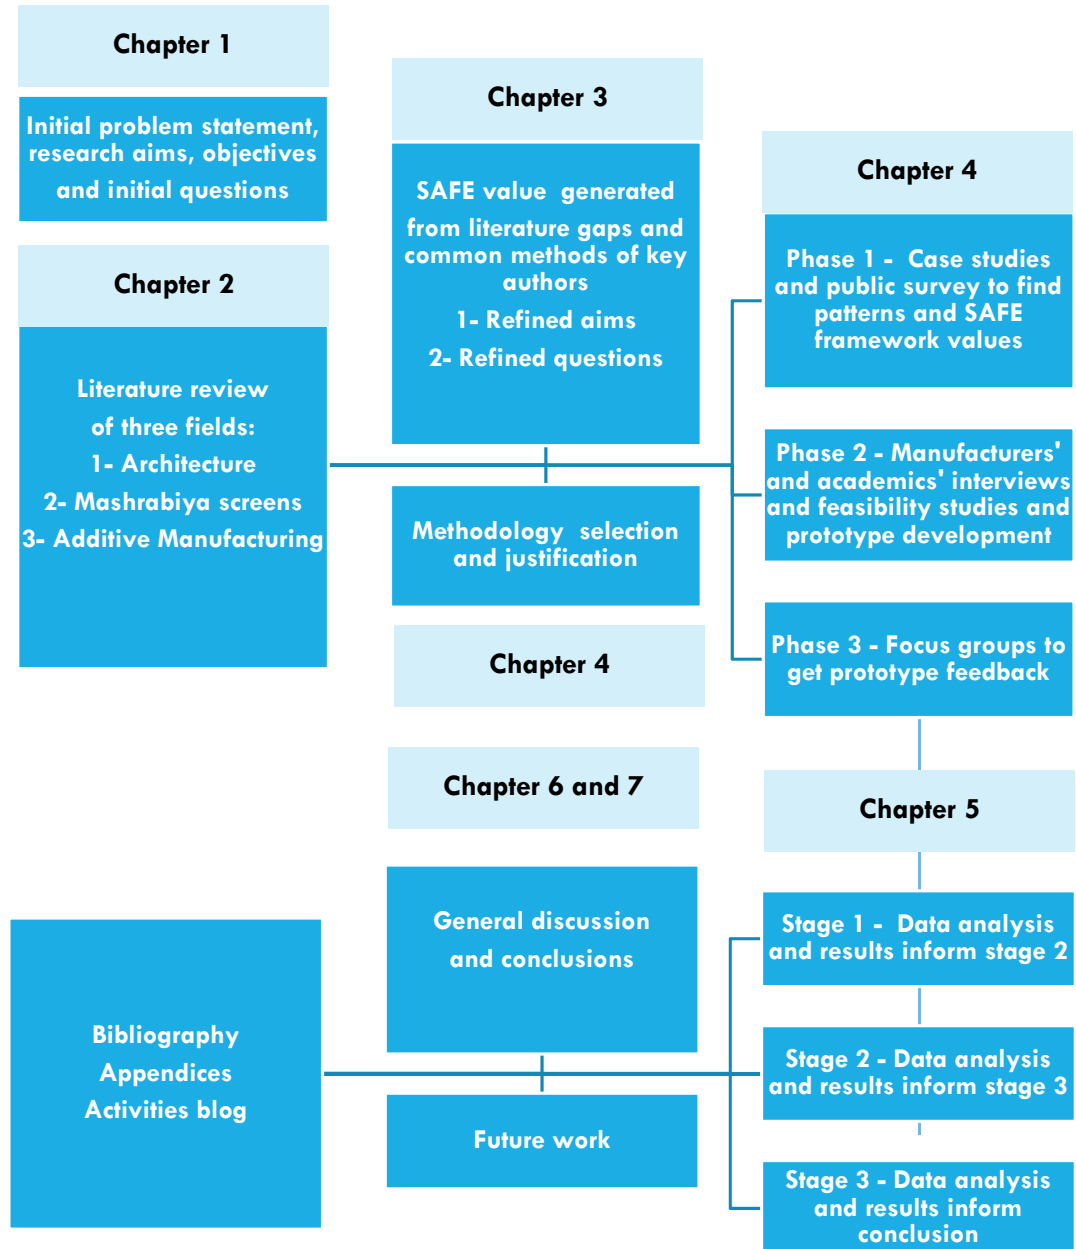 Chapter 1
Initial problem statement,
research aims, objectives
and initial questions
Chapter 2
Literature review
of three fields:
1- Architecture
2- Mashrabiya screens
3- Additive Manufacturing
Chapter 3
SAFE value generated
from literature gaps and
common methods of key
authors
1- Refined aims
2- Refined questions
Methodology selection
and justification
Chapter 4
Chapter 4
Phase 1 - Case studies
and public survey to find
patterns and SAFE
framework values
Phase 2 - Manufacturers'
and academics' interviews
and feasibility studies and
prototype development
Phase 3 - Focus groups to
get prototype feedback
Chapter 5
Stage 1 - Data analysis
and results inform stage 2
Stage 2 - Data analysis
and results inform stage 3
Stage 3 - Data analysis
and results inform
conclusion
Chapter 6 and 7
General discussion
and conclusions
Future work
Bibliography
Appendices
Activities blog